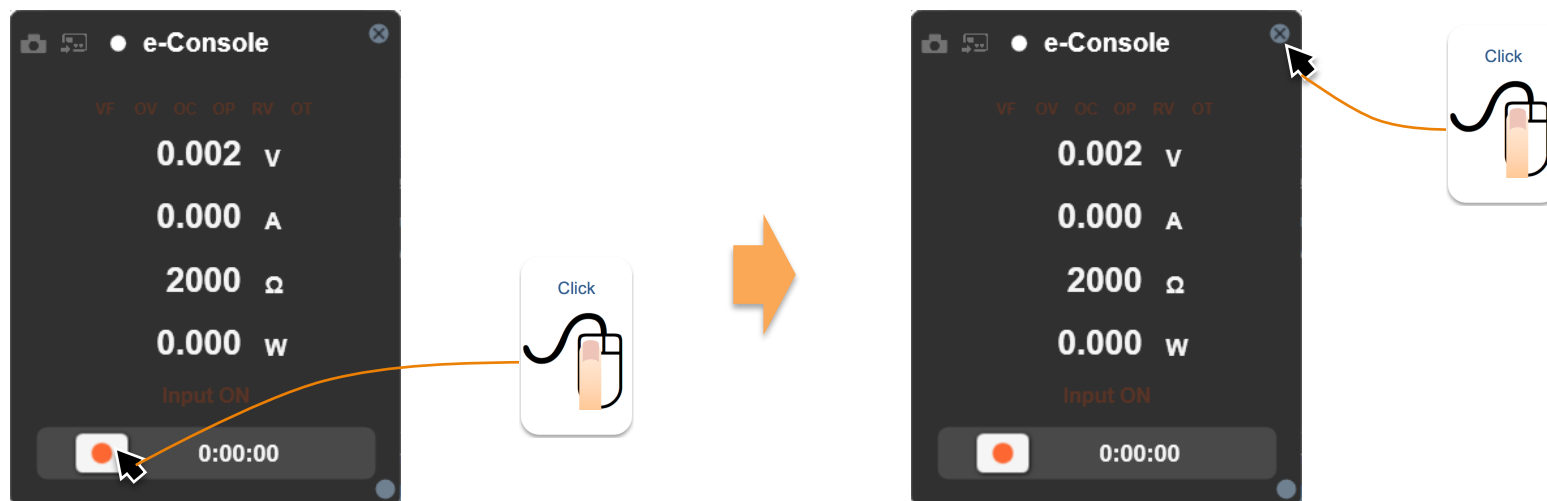 e-Console
VF OV OC OP RV OT
0.002 V
0.000 A
2000 Ω
0.000 W
Input ON
0:00:00
Click
e-Console
VF OV OC OP RV OT
0.002 V
0.000 A
2000 Ω
0.000 W
Input ON
0:00:00
Click